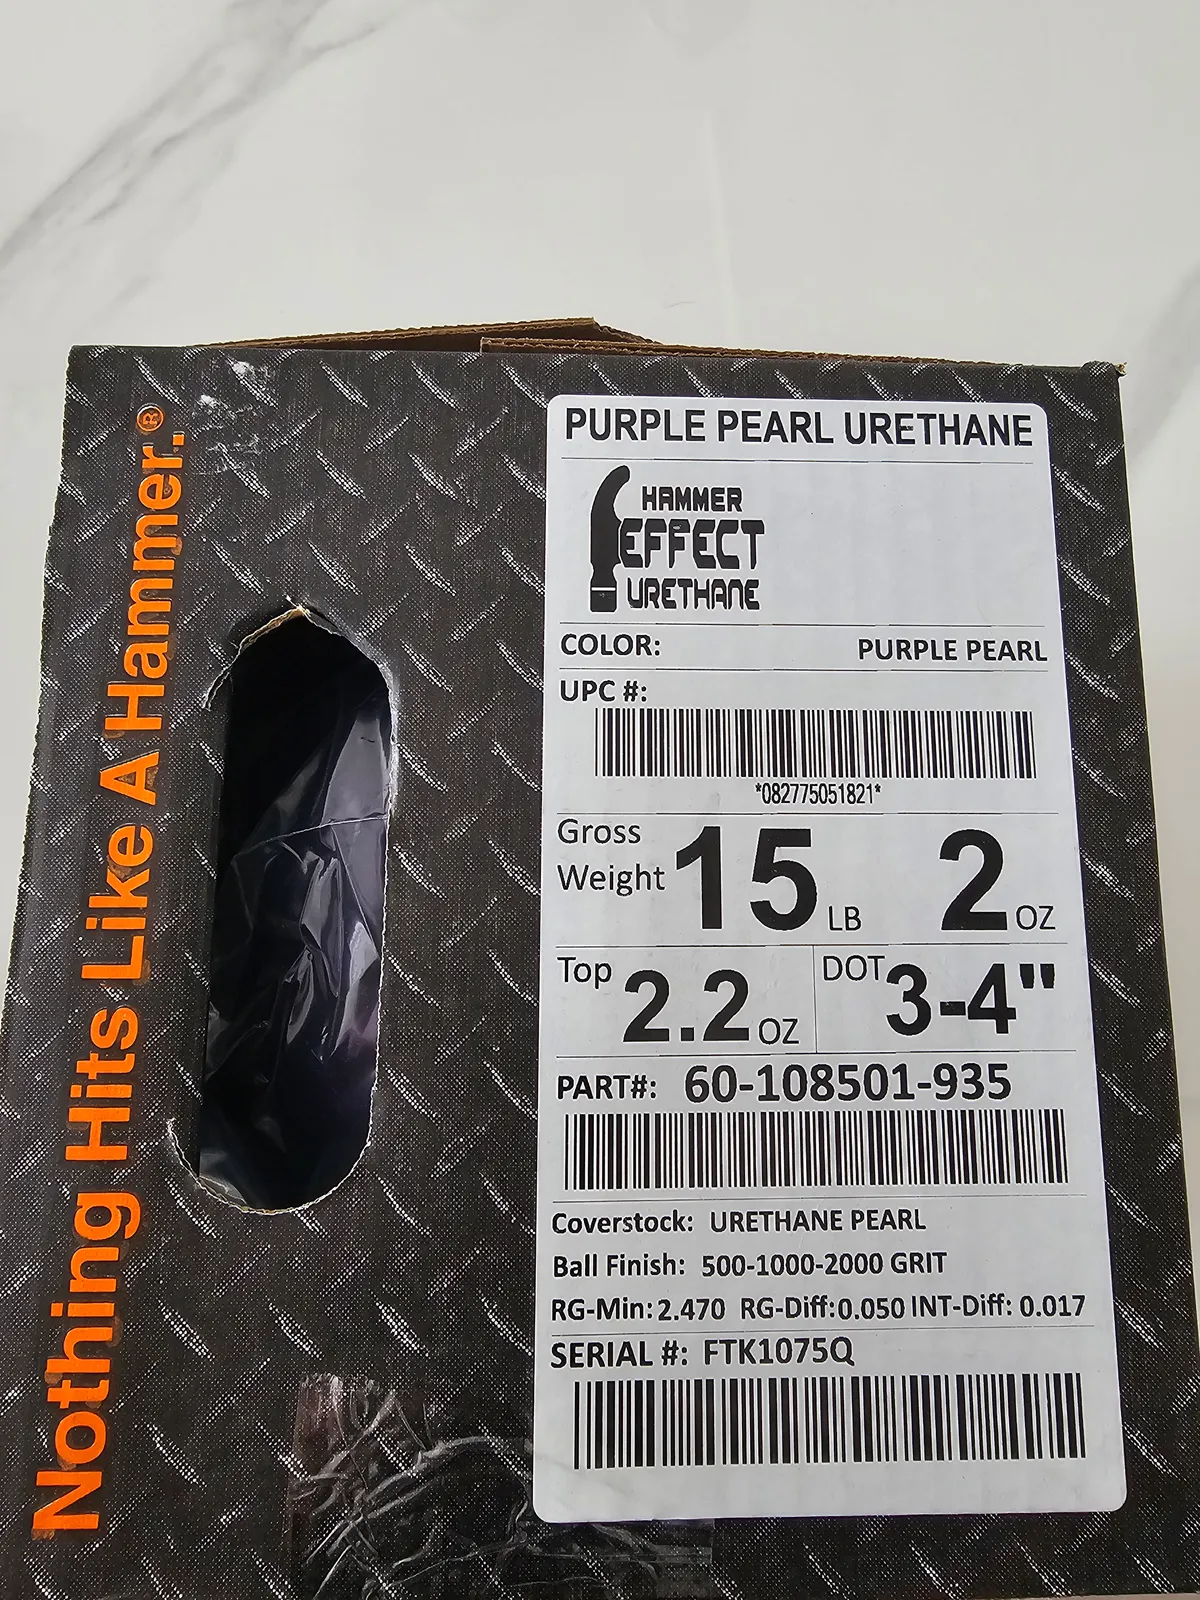 Nothing Hits Like A Hammer.®
PURPLE PEARL URETHANE
HAMMER
EFFECT
URETHANE
COLOR: PURPLE PEARL
UPC #:
*082775051821*
Gross Weight 15 LB 2 OZ
Top 2.2 OZ DOT 3-4"
PART#: 60-108501-935
Coverstock: URETHANE PEARL
Ball Finish: 500-1000-2000 GRIT
RG-Min: 2.470 RG-Diff: 0.050 INT-Diff: 0.017
SERIAL #: FTK1075Q